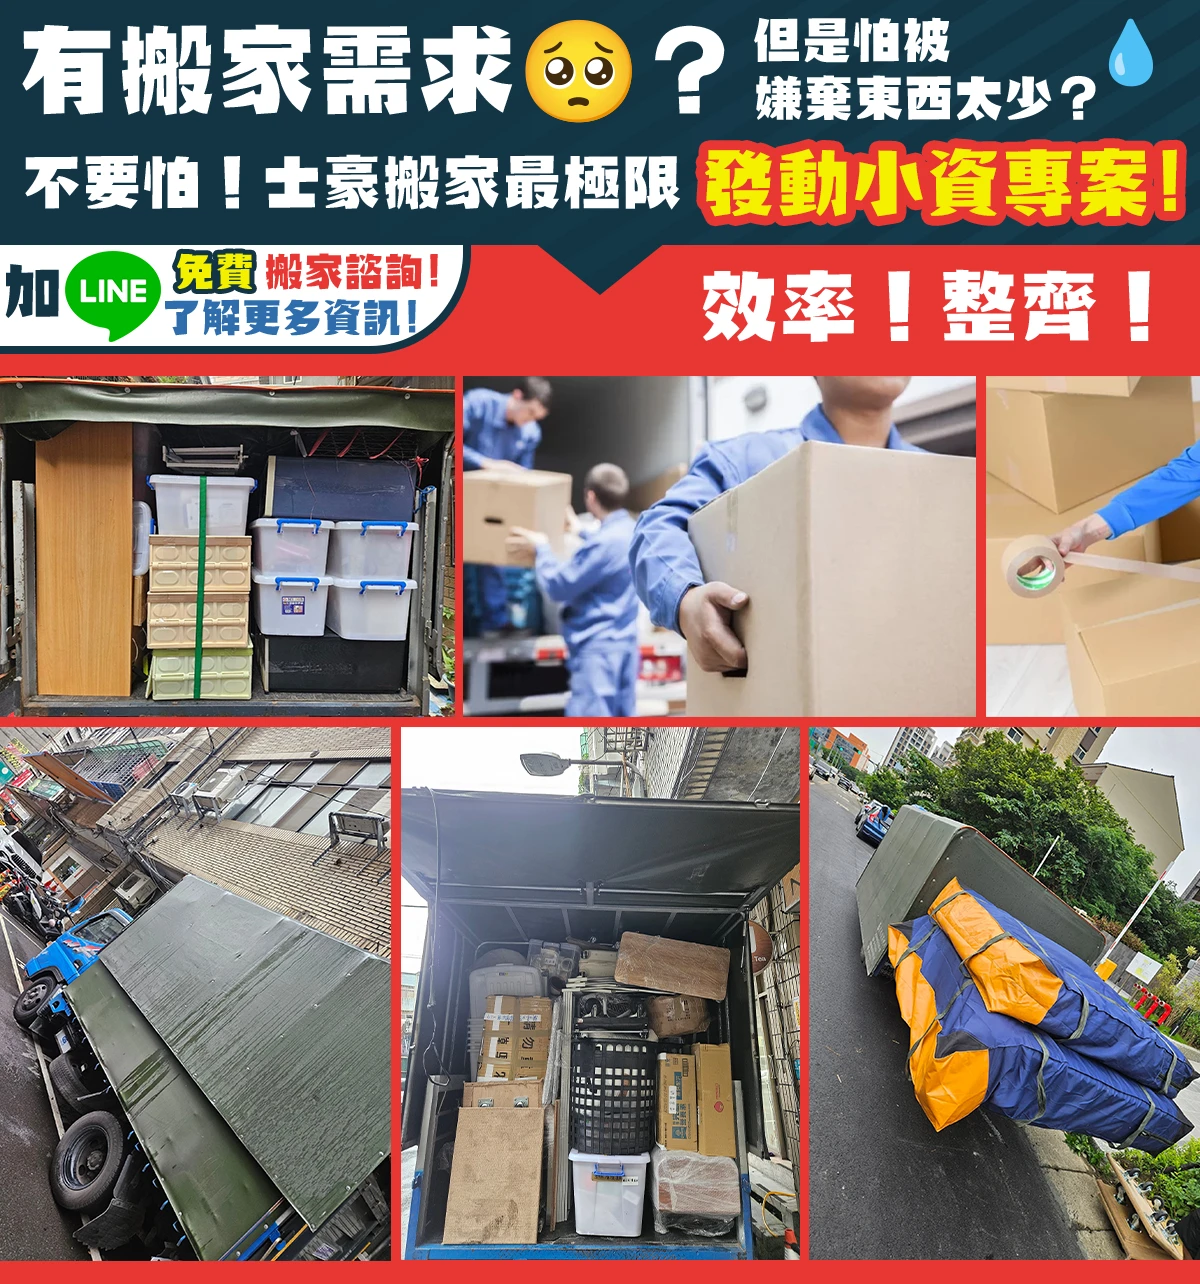 有搬家需求🥺？
但是怕被
嫌棄東西太少？
不要怕！士豪搬家最極限 發動小資專案！
加 LINE 免費 搬家諮詢！
了解更多資訊！
效率！整齊！
Tea